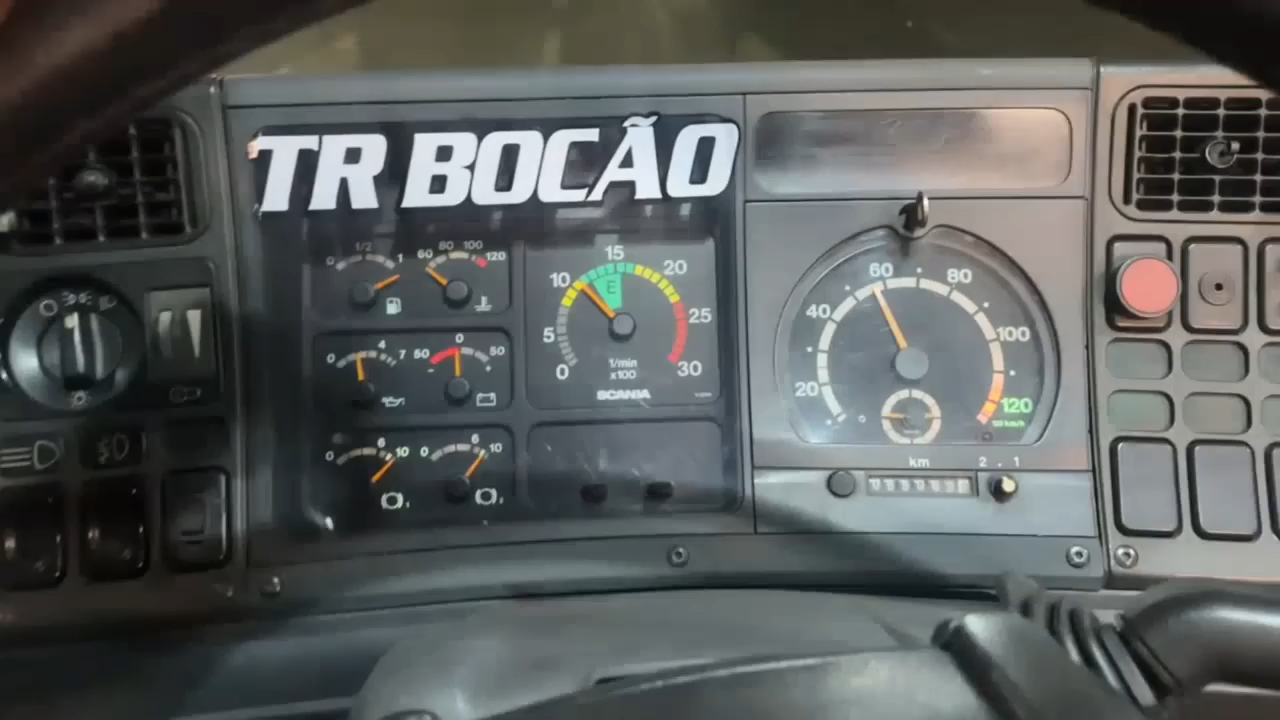 TR BOCÃO
0 1/2 1
60 80 100 120
0 4 7
50 0 50
0 6 10
0 6 10
0 5 10 15 20 25 30
E
1/min
x100
SCANIA
20 40 60 80 100 120
km
2 . 1